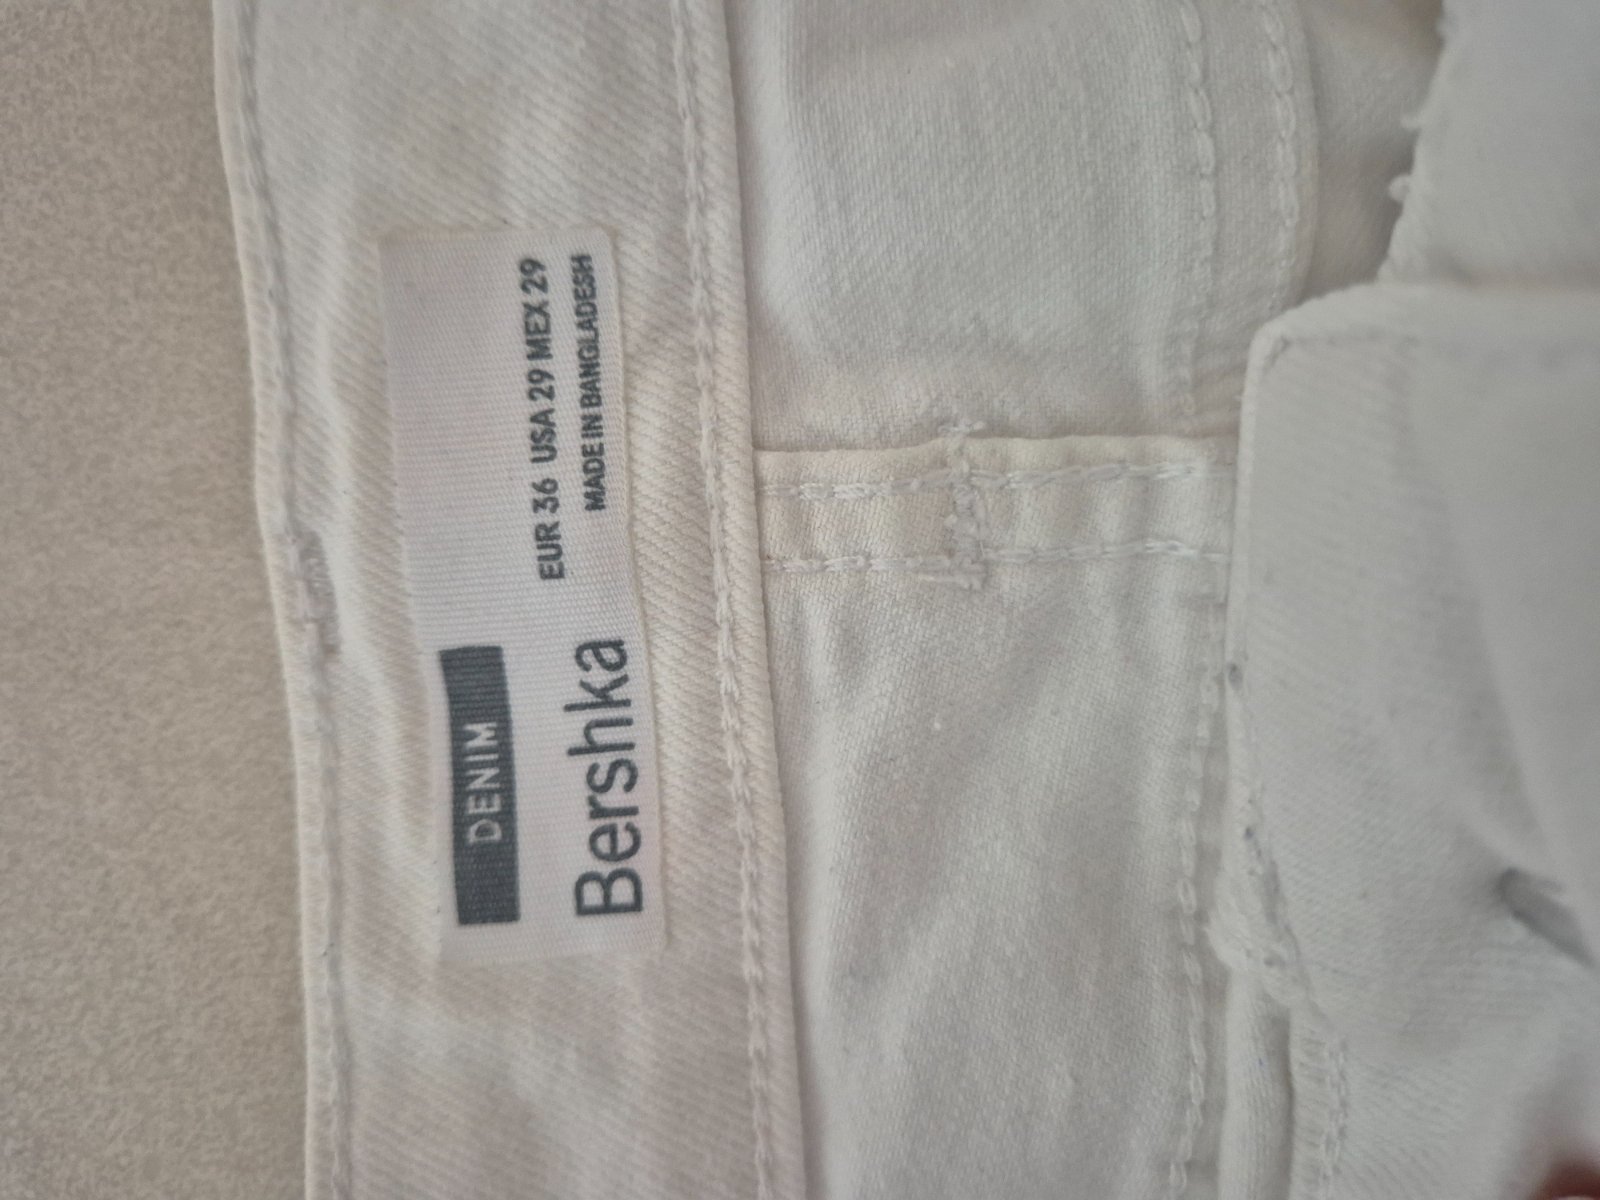 DENIM
Bershka
EUR 36 USA 29 MEX 29
MADE IN BANGLADESH